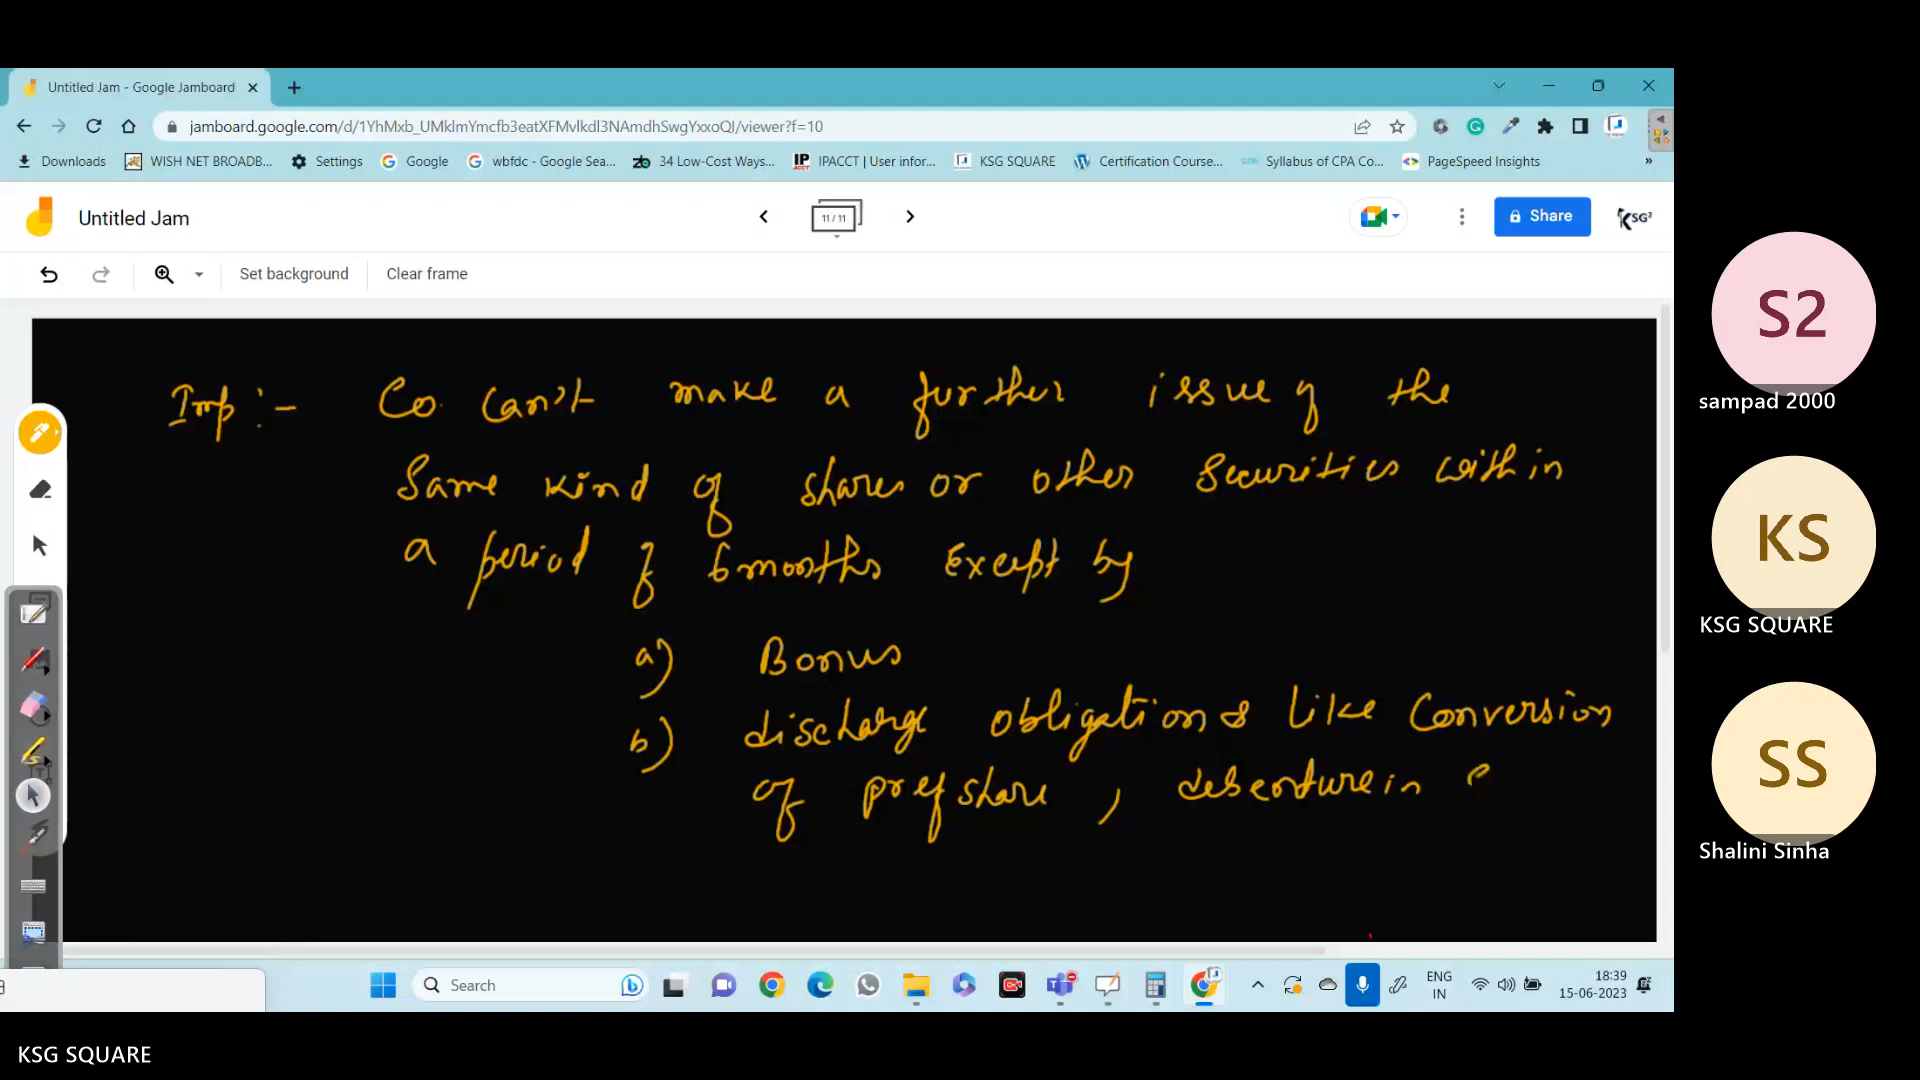 Untitled Jam - Google Jamboard
jamboard.google.com/d/1YhMxb_UMklmYmcfb3eatXFMvlkdl3NAmdhSwgYxxoQI/viewer?f=10
Downloads WISH NET BROADB... Settings Google wbfdc - Google Sea... 34 Low-Cost Ways... IPACCT | User infor... KSG SQUARE Certification Course... Syllabus of CPA Co... PageSpeed Insights »
Untitled Jam
11 / 11
Share
KSG²
Set background Clear frame
Imp :- Co. can't make a further issue of the
same kind of shares or other securities within
a period of 6 months except by
a) Bonus
b) discharge obligations like conversion
of pref share, debenture in e
S2
sampad 2000
KS
KSG SQUARE
SS
Shalini Sinha
Search
ENG
IN
18:39
15-06-2023
KSG SQUARE